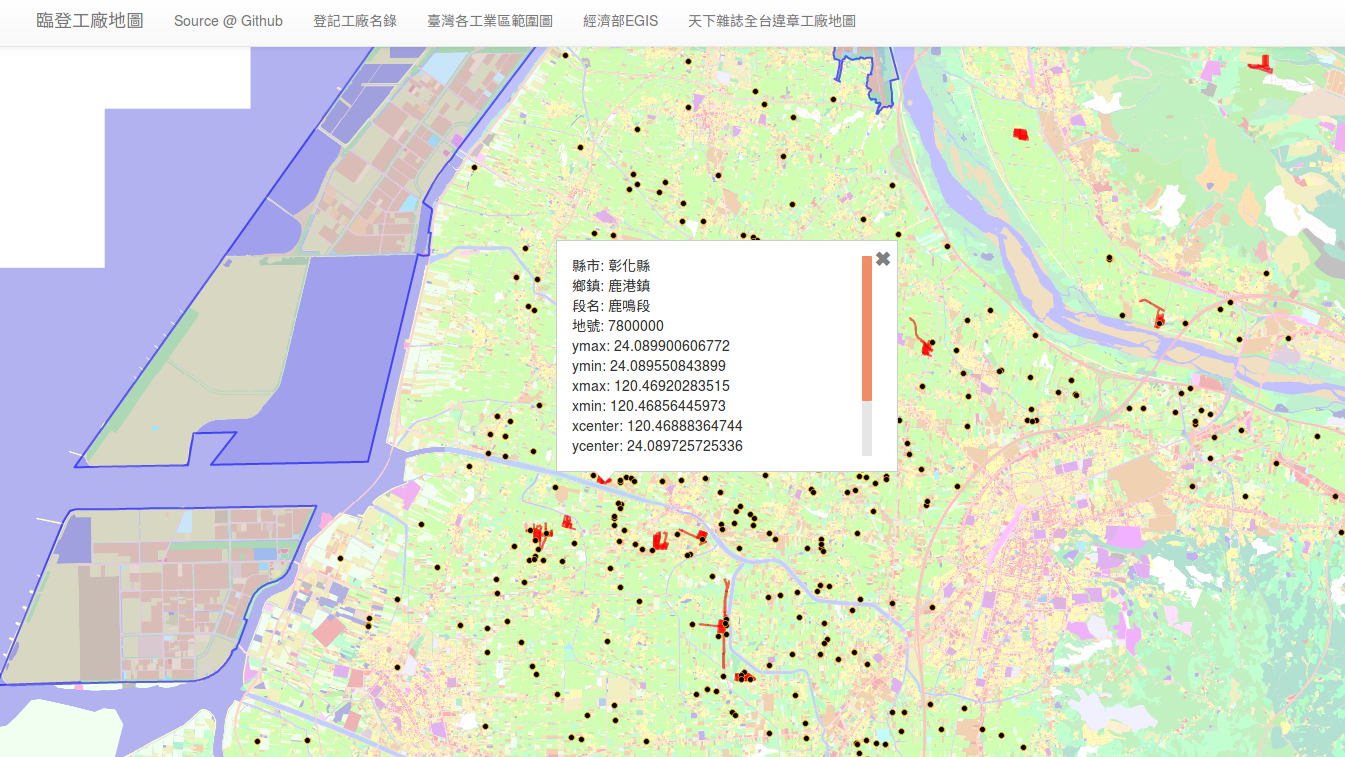 臨登工廠地圖 Source @ Github 登記工廠名錄 臺灣各工業區範圍圖 經濟部EGIS 天下雜誌全台違章工廠地圖
縣市: 彰化縣
鄉鎮: 鹿港鎮
段名: 鹿鳴段
地號: 7800000
ymax: 24.089900606772
ymin: 24.089550843899
xmax: 120.46920283515
xmin: 120.46856445973
xcenter: 120.46888364744
ycenter: 24.089725725336